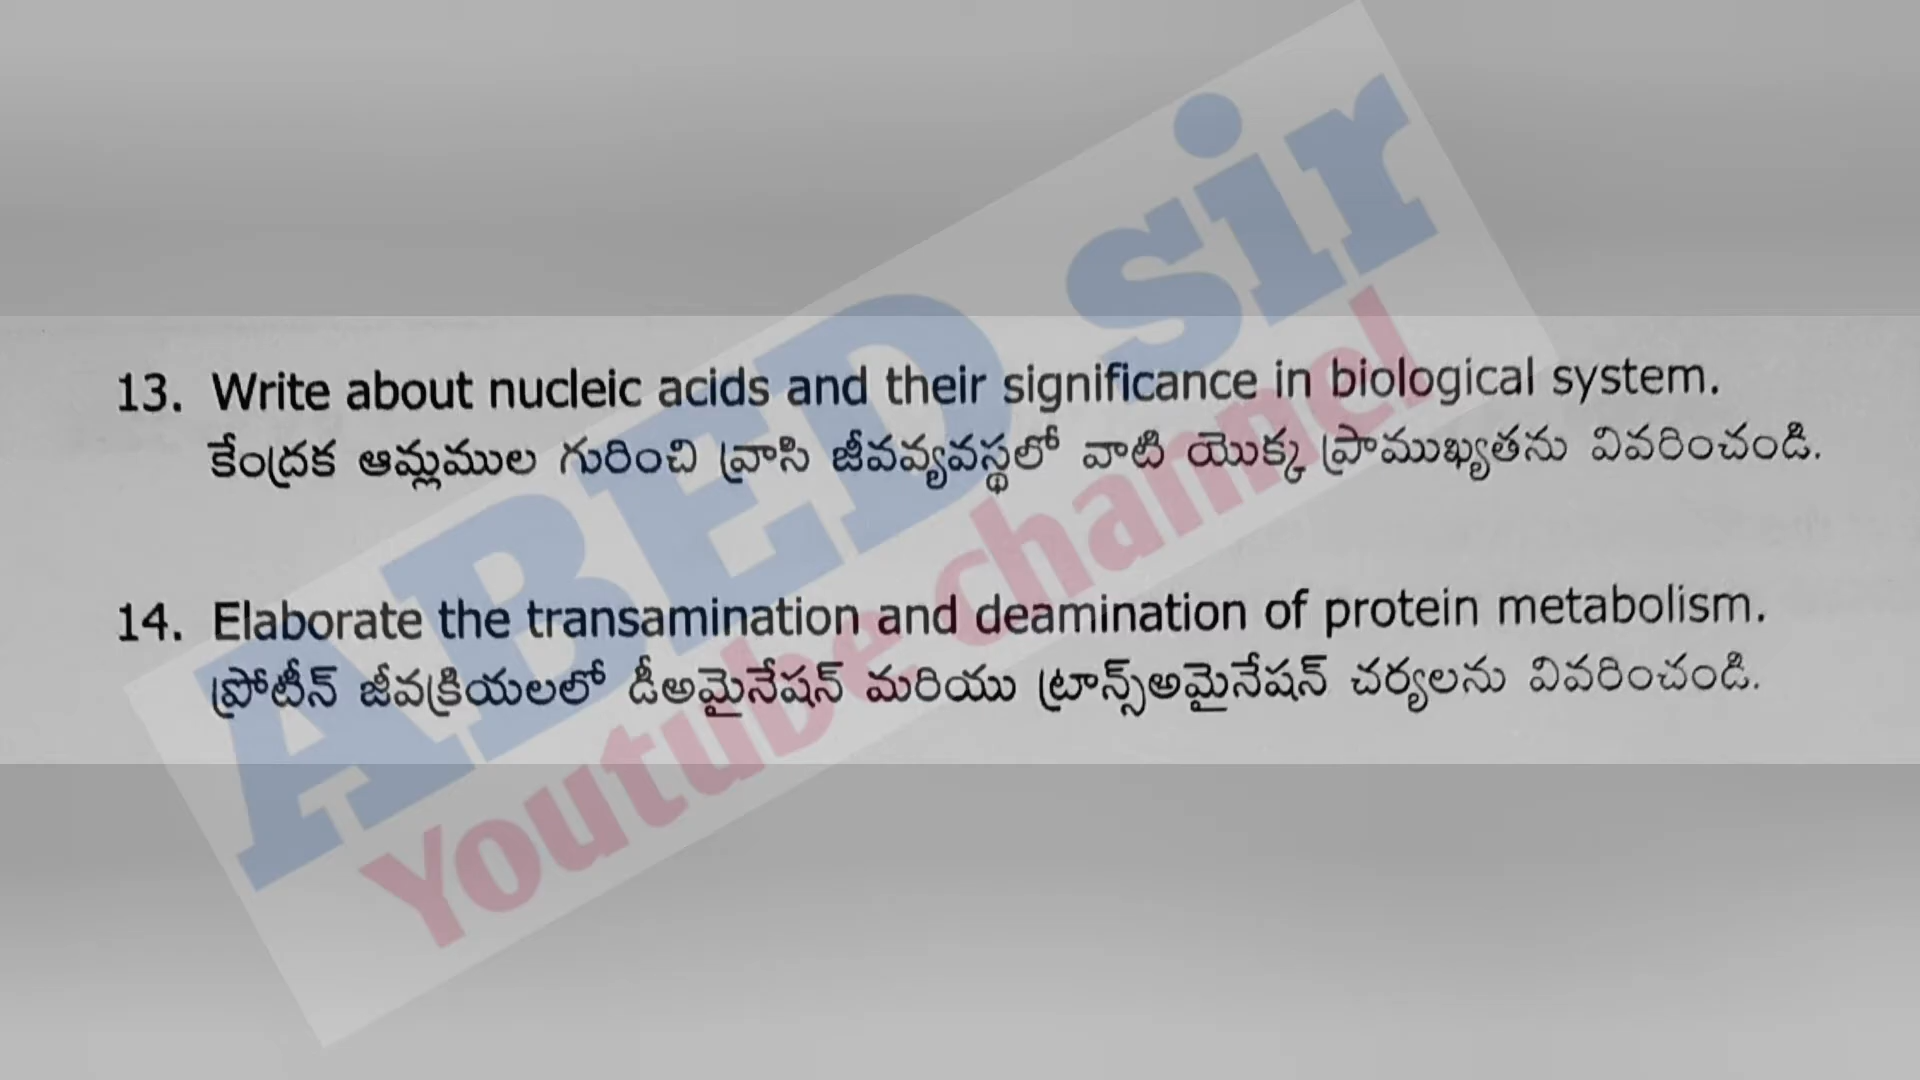 13. Write about nucleic acids and their significance in biological system.
కేంద్రక ఆమ్లముల గురించి వ్రాసి జీవవ్యవస్థలో వాటి యొక్క ప్రాముఖ్యతను వివరించండి.
14. Elaborate the transamination and deamination of protein metabolism.
ప్రోటీన్ జీవక్రియలలో డీఅమైనేషన్ మరియు ట్రాన్స్అమైనేషన్ చర్యలను వివరించండి.
ABED sir
Youtube channel